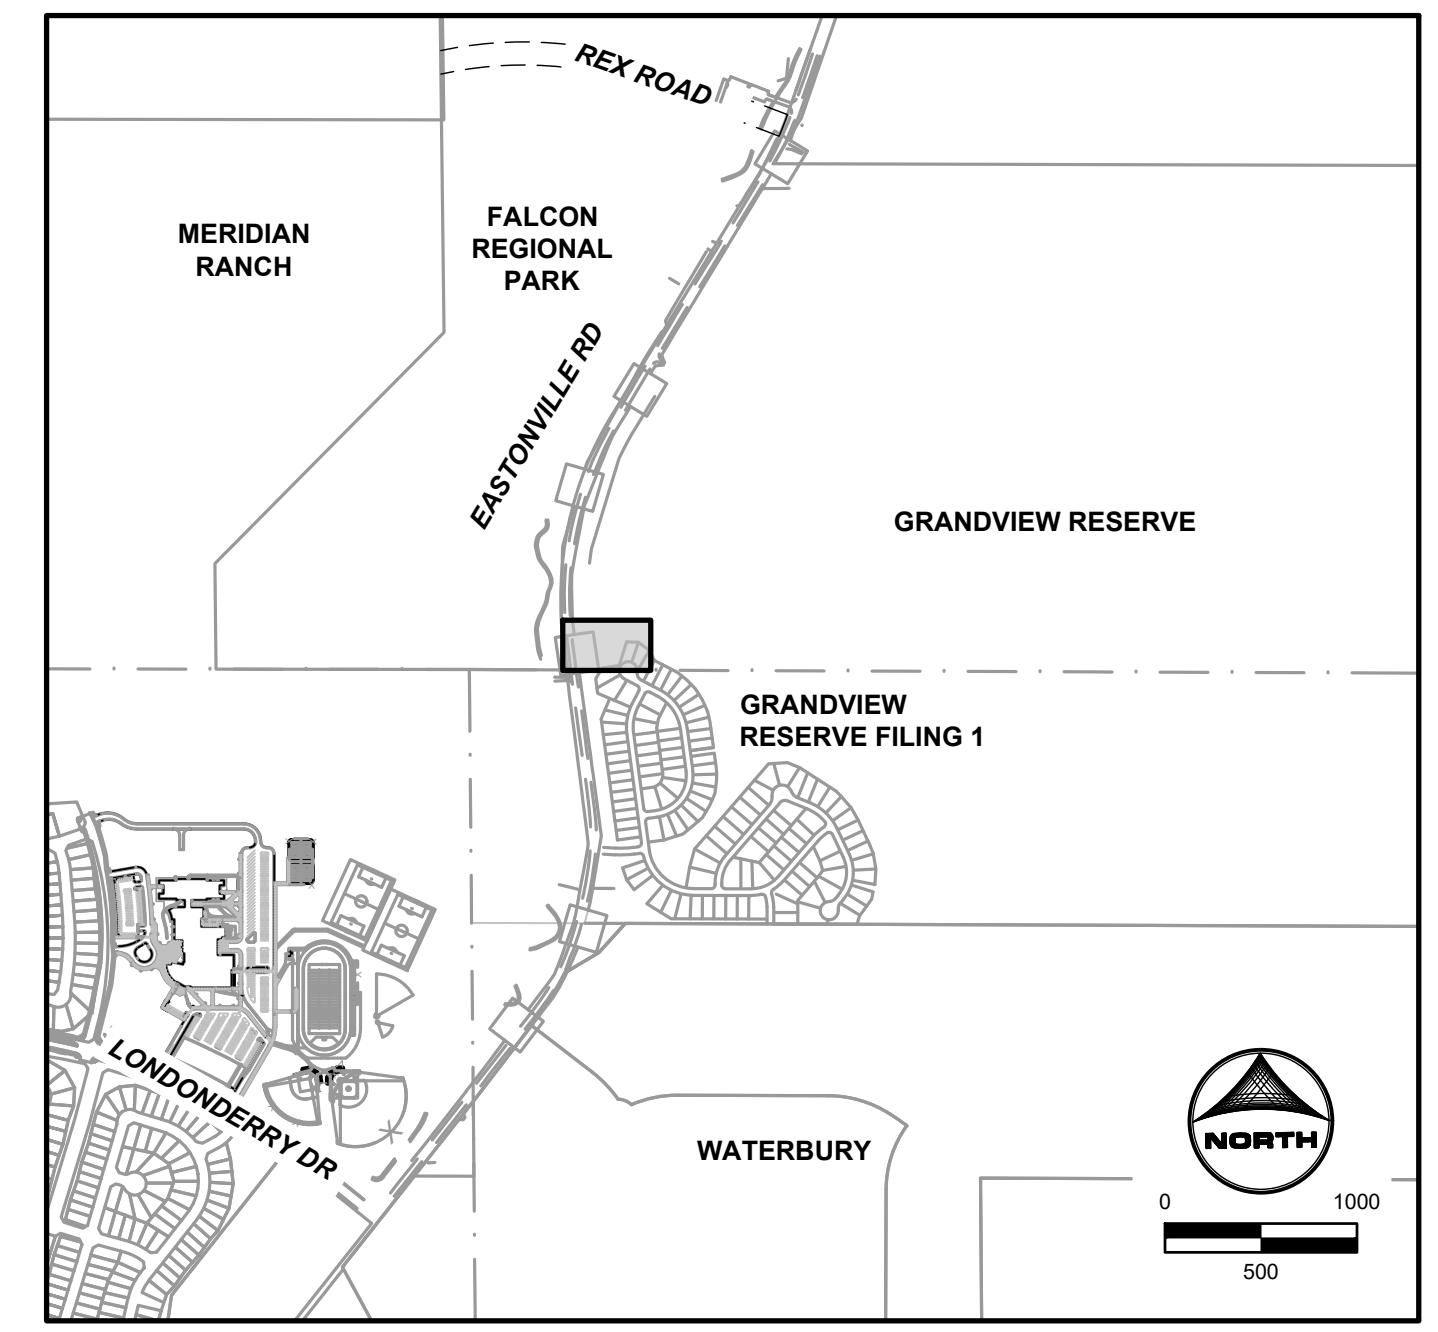 REX ROAD
MERIDIAN
RANCH
FALCON
REGIONAL
PARK
EASTONVILLE RD
GRANDVIEW RESERVE
GRANDVIEW
RESERVE FILING 1
LONDONDERRY DR
WATERBURY
NORTH
0 1000
500